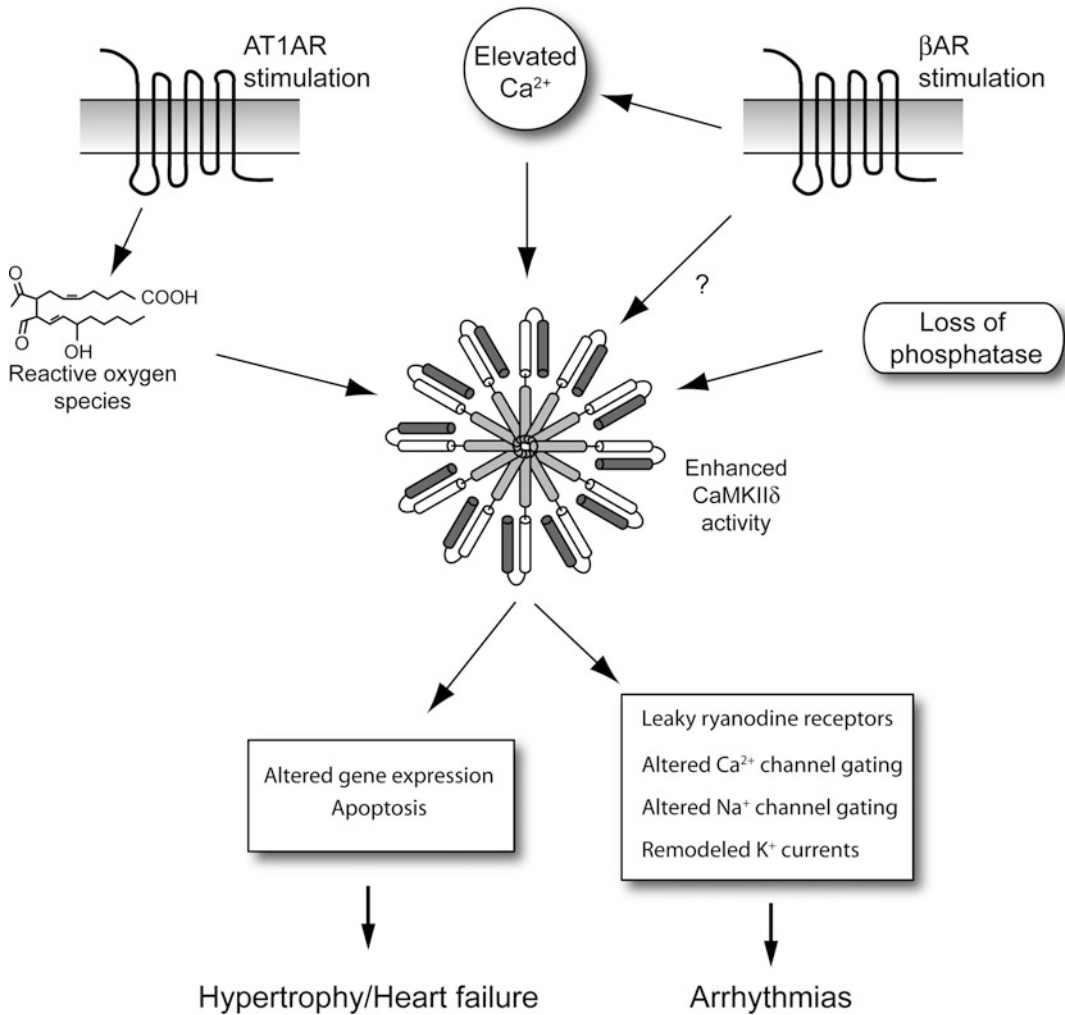 AT1AR
stimulation
Elevated
Ca²⁺
βAR
stimulation
O
COOH
O
OH
Reactive oxygen
species
?
Loss of
phosphatase
Enhanced
CaMKIIδ
activity
Altered gene expression
Apoptosis
Leaky ryanodine receptors
Altered Ca²⁺ channel gating
Altered Na⁺ channel gating
Remodeled K⁺ currents
Hypertrophy/Heart failure
Arrhythmias